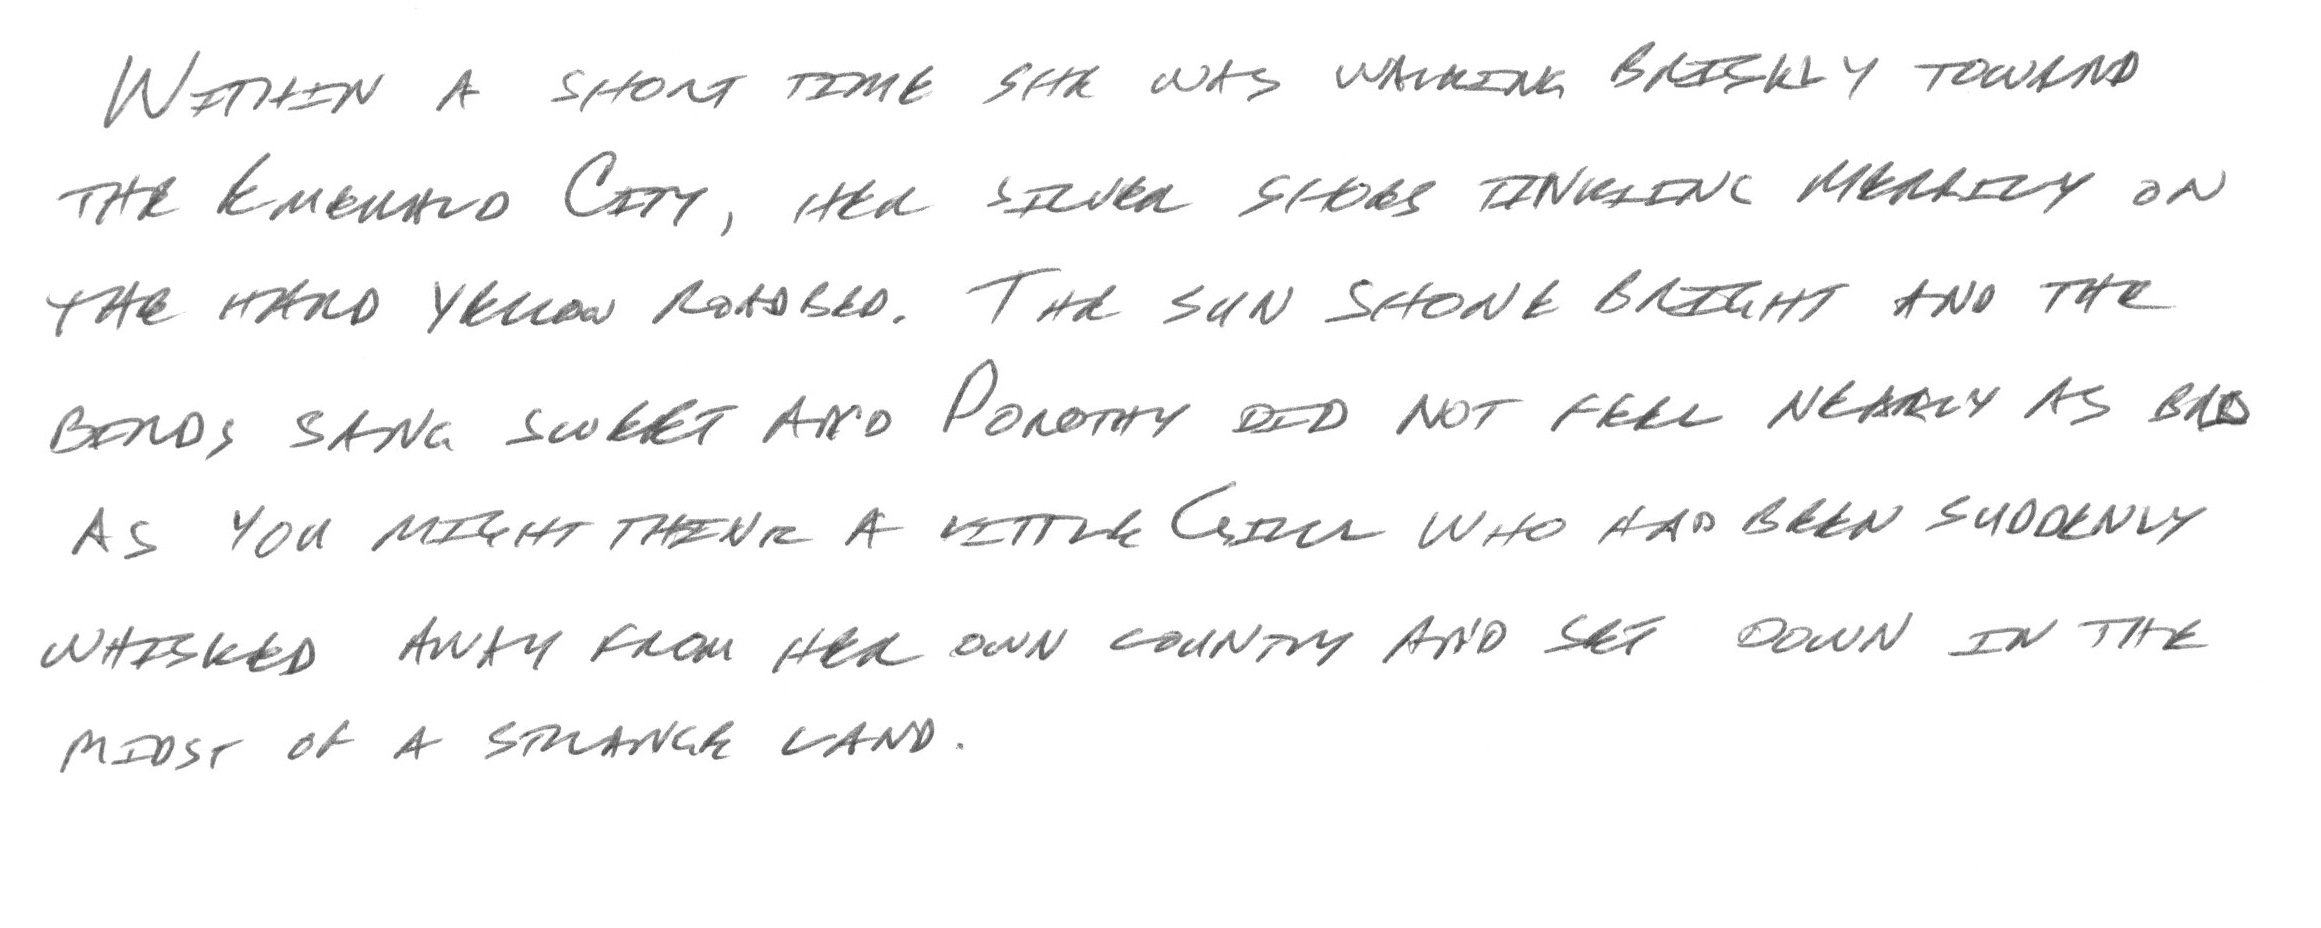 WITHIN A SHORT TIME SHE WAS WALKING BRISKLY TOWARD
THE EMERALD CITY, HER SILVER SHOES TINKLING MERRILY ON
THE HARD YELLOW ROADBED. THE SUN SHONE BRIGHT AND THE
BIRDS SANG SWEET AND DOROTHY DID NOT FEEL NEARLY AS BAD
AS YOU MIGHT THINK A LITTLE GIRL WHO HAD BEEN SUDDENLY
WHISKED AWAY FROM HER OWN COUNTRY AND SET DOWN IN THE
MIDST OF A STRANGE LAND.